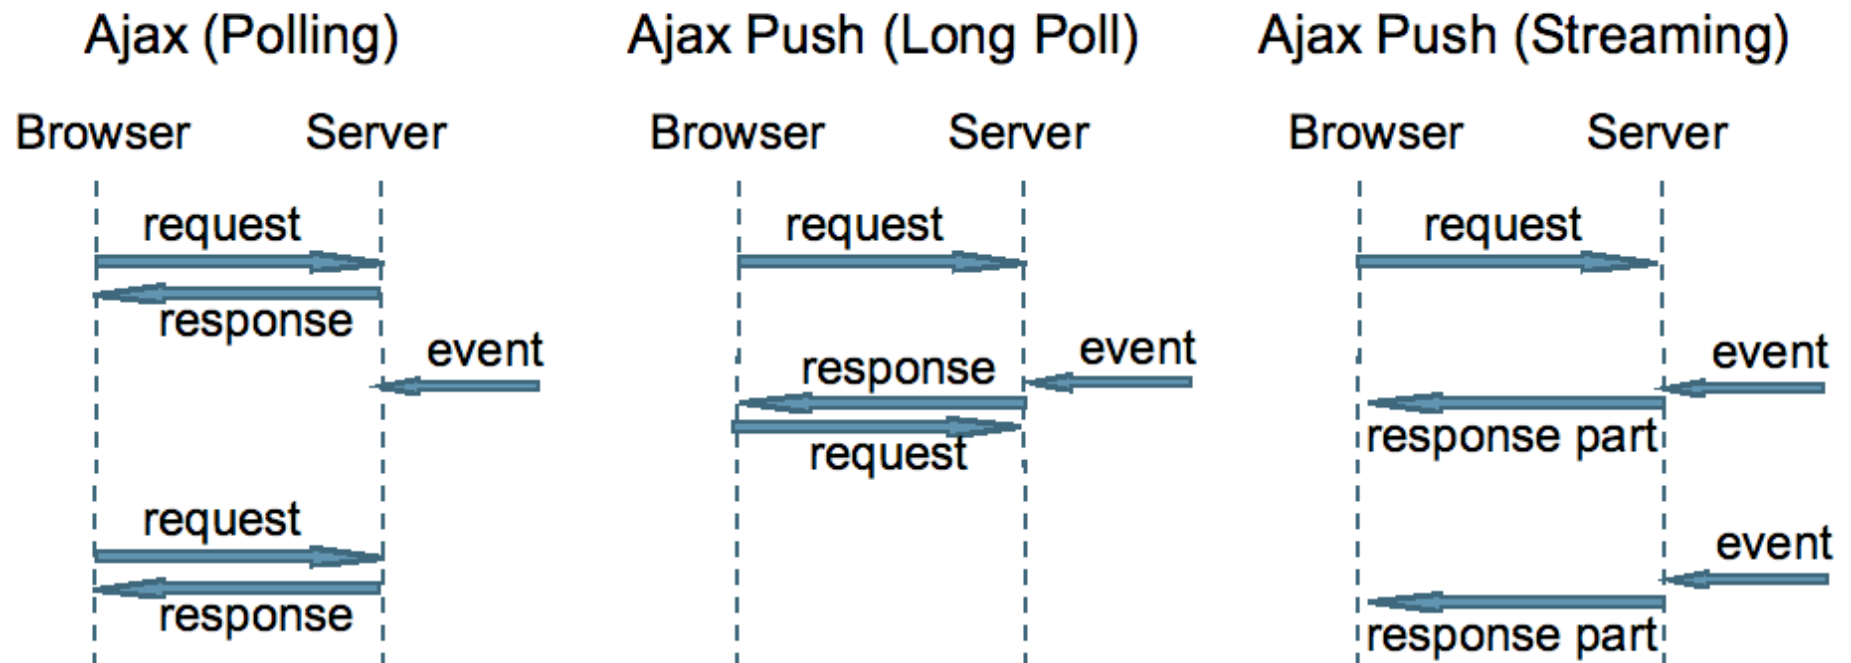 Ajax (Polling)
Browser Server
request
response
event
request
response
Ajax Push (Long Poll)
Browser Server
request
event
response
request
Ajax Push (Streaming)
Browser Server
request
event
response part
event
response part